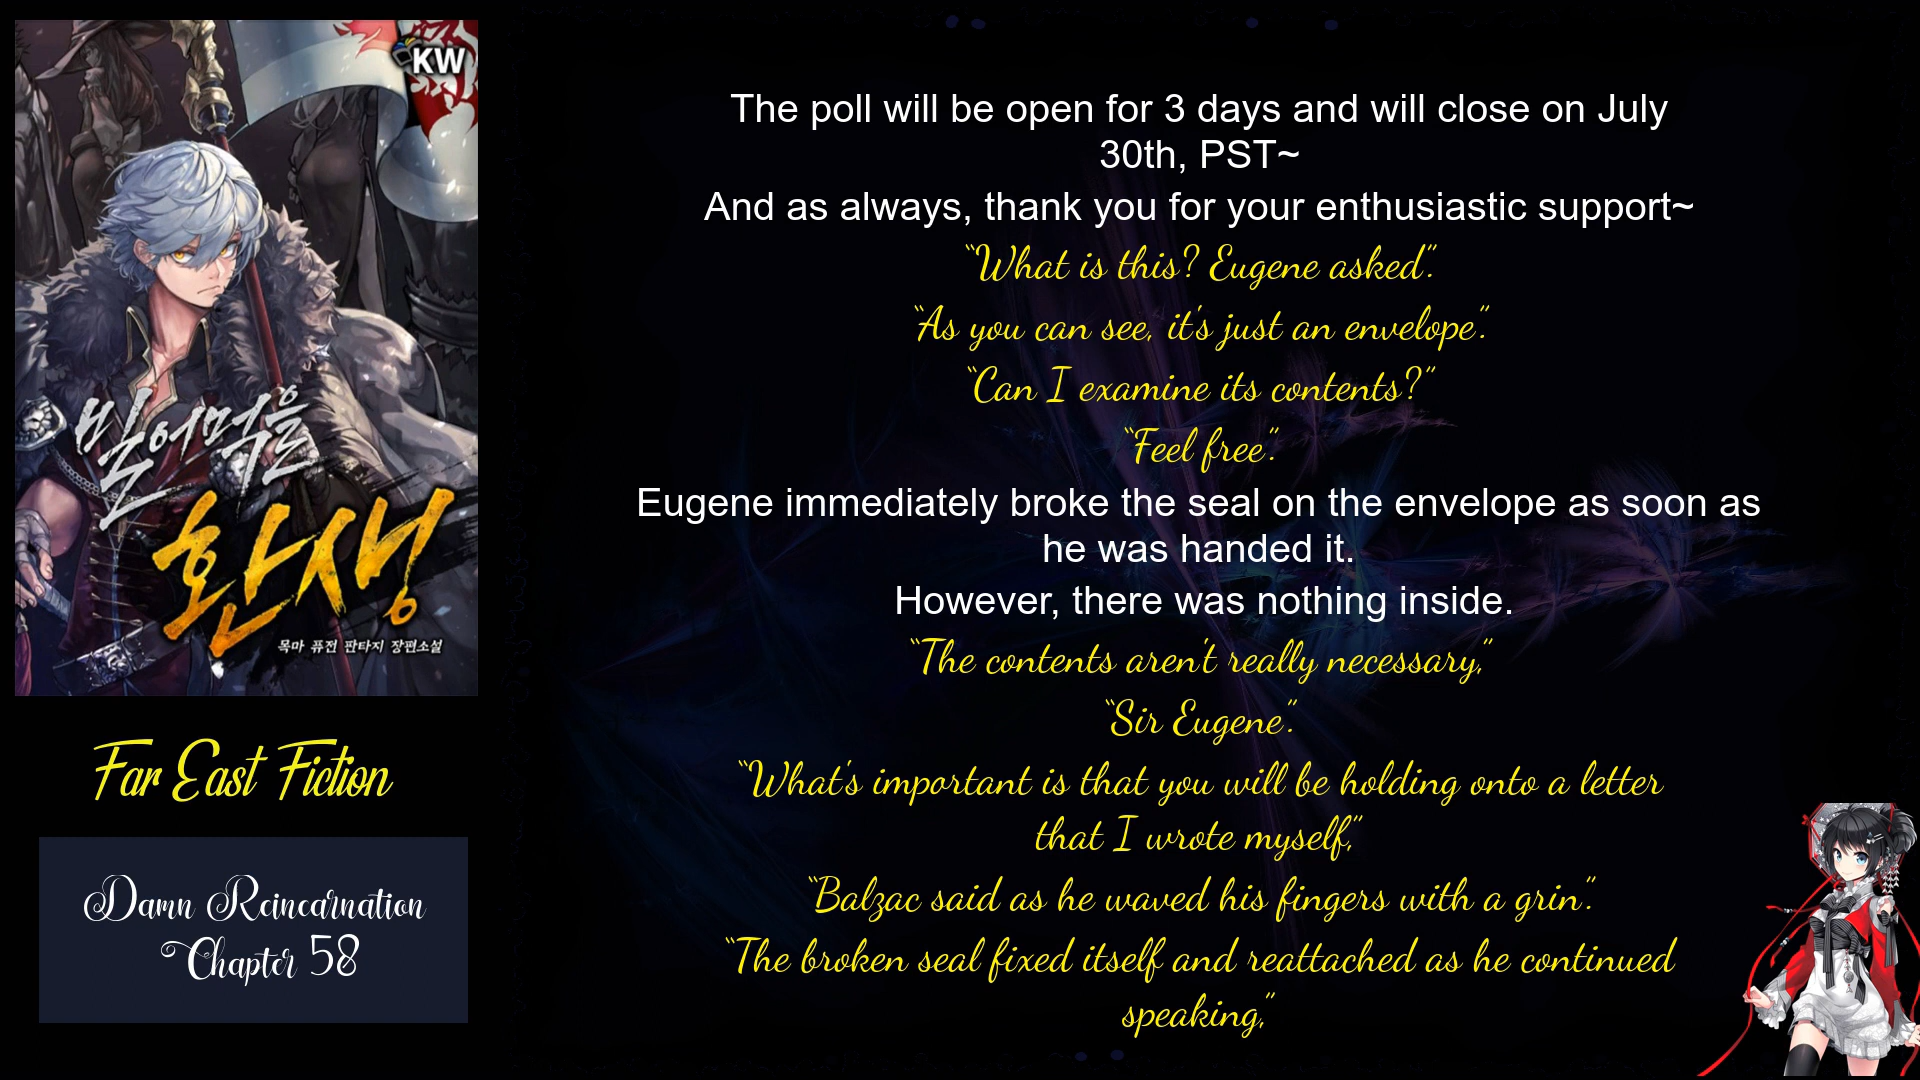 KW
빌어먹을
환생
목마 퓨전 판타지 장편소설
Far East Fiction
Damn Reincarnation
Chapter 58
The poll will be open for 3 days and will close on July
30th, PST~
And as always, thank you for your enthusiastic support~
“What is this? Eugene asked”.
“As you can see, it's just an envelope”.
“Can I examine its contents?”
“Feel free”.
Eugene immediately broke the seal on the envelope as soon as
he was handed it.
However, there was nothing inside.
“The contents aren't really necessary,”
“Sir Eugene”.
“What's important is that you will be holding onto a letter
that I wrote myself,”
“Balzac said as he waved his fingers with a grin”.
“The broken seal fixed itself and reattached as he continued
speaking,”